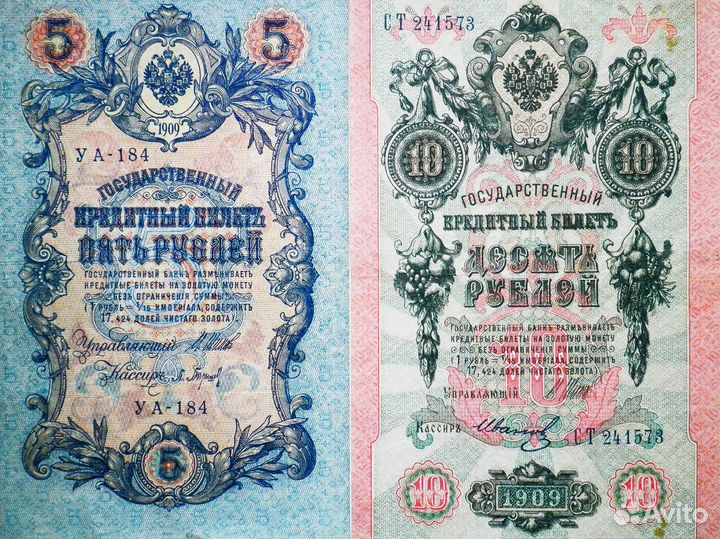 5 5
1909
УА-184
ГОСУДАРСТВЕННЫЙ
КРЕДИТНЫЙ БИЛЕТЪ
ПЯТЬ РУБЛЕЙ
ГОСУДАРСТВЕННЫЙ БАНКЪ РАЗМѢНИВАЕТЪ
КРЕДИТНЫЕ БИЛЕТЫ НА ЗОЛОТУЮ МОНЕТУ
БЕЗЪ ОГРАНИЧЕНІЯ СУММЫ
(1 РУБЛЬ = 1/15 ИМПЕРІАЛА, СОДЕРЖИТЪ
17,424 ДОЛЕЙ ЧИСТАГО ЗОЛОТА).
Управляющій
Кассиръ
УА-184
5
СТ 241573
10 10
ГОСУДАРСТВЕННЫЙ
КРЕДИТНЫЙ БИЛЕТЪ
ДЕСЯТЬ
РУБЛЕЙ
ГОСУДАРСТВЕННЫЙ БАНКЪ РАЗМѢНИВАЕТЪ
КРЕДИТНЫЕ БИЛЕТЫ НА ЗОЛОТУЮ МОНЕТУ
БЕЗЪ ОГРАНИЧЕНІЯ СУММЫ
(1 РУБЛЬ = 1/15 ИМПЕРІАЛА, СОДЕРЖИТЪ
17,424 ДОЛЕЙ ЧИСТАГО ЗОЛОТА).
10
УПРАВЛЯЮЩІЙ
КАССИРЪ
СТ 241573
10 1909 10
Avito